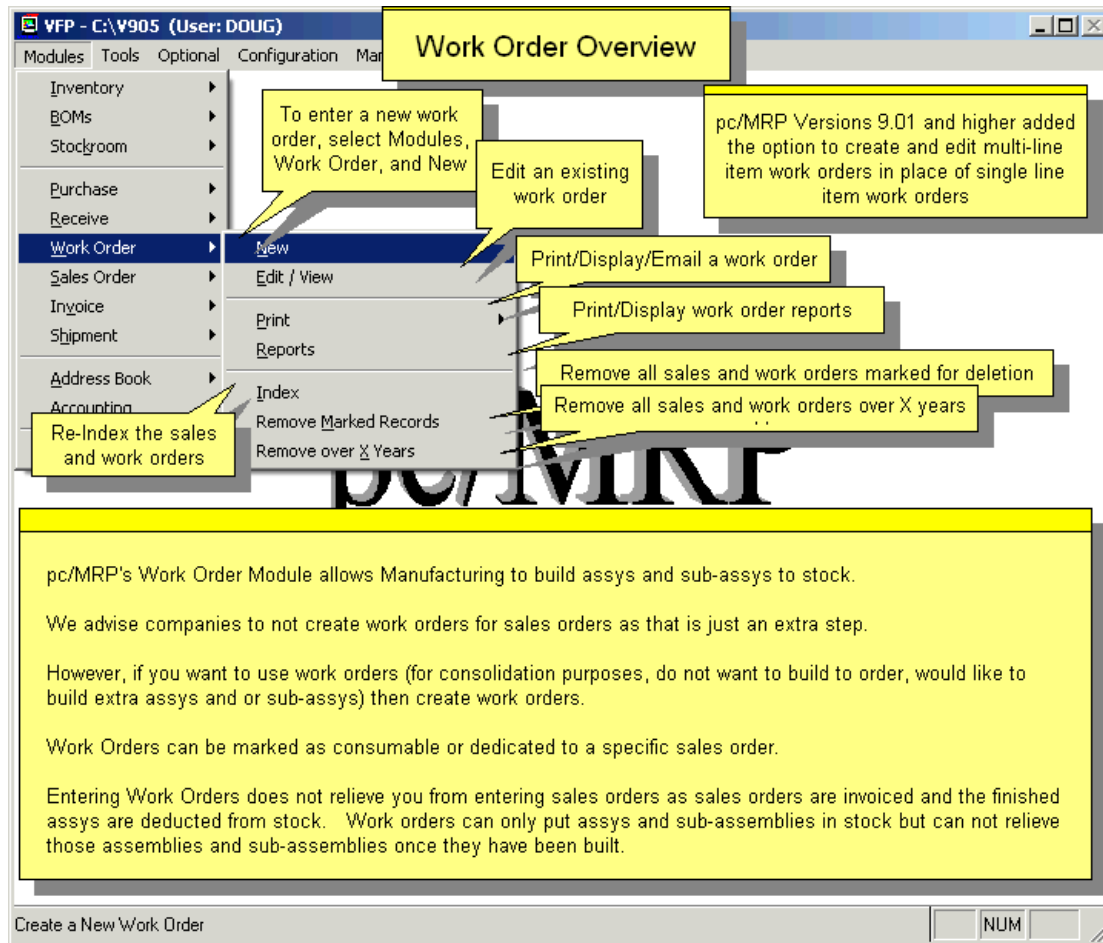 VFP - C:\V905 (User: DOUG)
Work Order Overview
Modules Tools Optional Configuration
Inventory
BOMs
Stockroom
Purchase
Receive
Work Order
Sales Order
Invoice
Shipment
Address Book
Accounting
To enter a new work
order, select Modules,
Work Order, and New
Edit an existing
work order
pc/MRP Versions 9.01 and higher added
the option to create and edit multi-line
item work orders in place of single line
item work orders
New
Edit / View
Print
Reports
Index
Remove Marked Records
Remove over X Years
Print/Display/Email a work order
Print/Display work order reports
Remove all sales and work orders marked for deletion
Remove all sales and work orders over X years
Re-Index the sales
and work orders
pc/MRP
pc/MRP's Work Order Module allows Manufacturing to build assys and sub-assys to stock.
We advise companies to not create work orders for sales orders as that is just an extra step.
However, if you want to use work orders (for consolidation purposes, do not want to build to order, would like to
build extra assys and or sub-assys) then create work orders.
Work Orders can be marked as consumable or dedicated to a specific sales order.
Entering Work Orders does not relieve you from entering sales orders as sales orders are invoiced and the finished
assys are deducted from stock. Work orders can only put assys and sub-assemblies in stock but can not relieve
those assemblies and sub-assemblies once they have been built.
Create a New Work Order
NUM